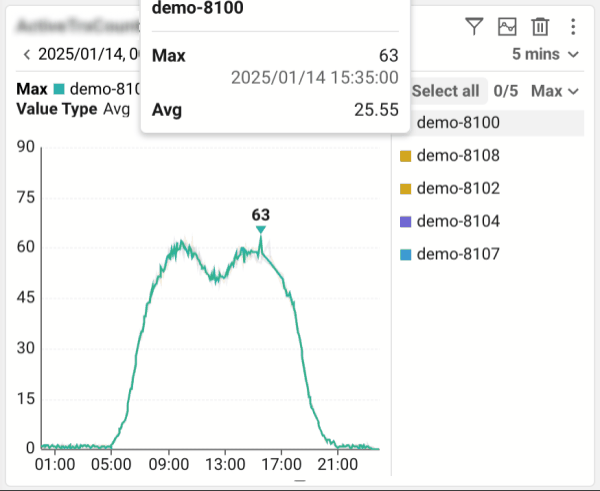 demo-8100
Max 63
2025/01/14 15:35:00
Avg 25.55
2025/01/14, 0
5 mins
Max demo-810
Value Type Avg
Select all 0/5 Max
demo-8100
demo-8108
demo-8102
demo-8104
demo-8107
90
75
60
45
30
15
0
63
01:00 05:00 09:00 13:00 17:00 21:00